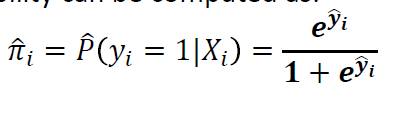 π̂ᵢ = P̂(yᵢ = 1|Xᵢ) = e^ŷᵢ / (1 + e^ŷᵢ)